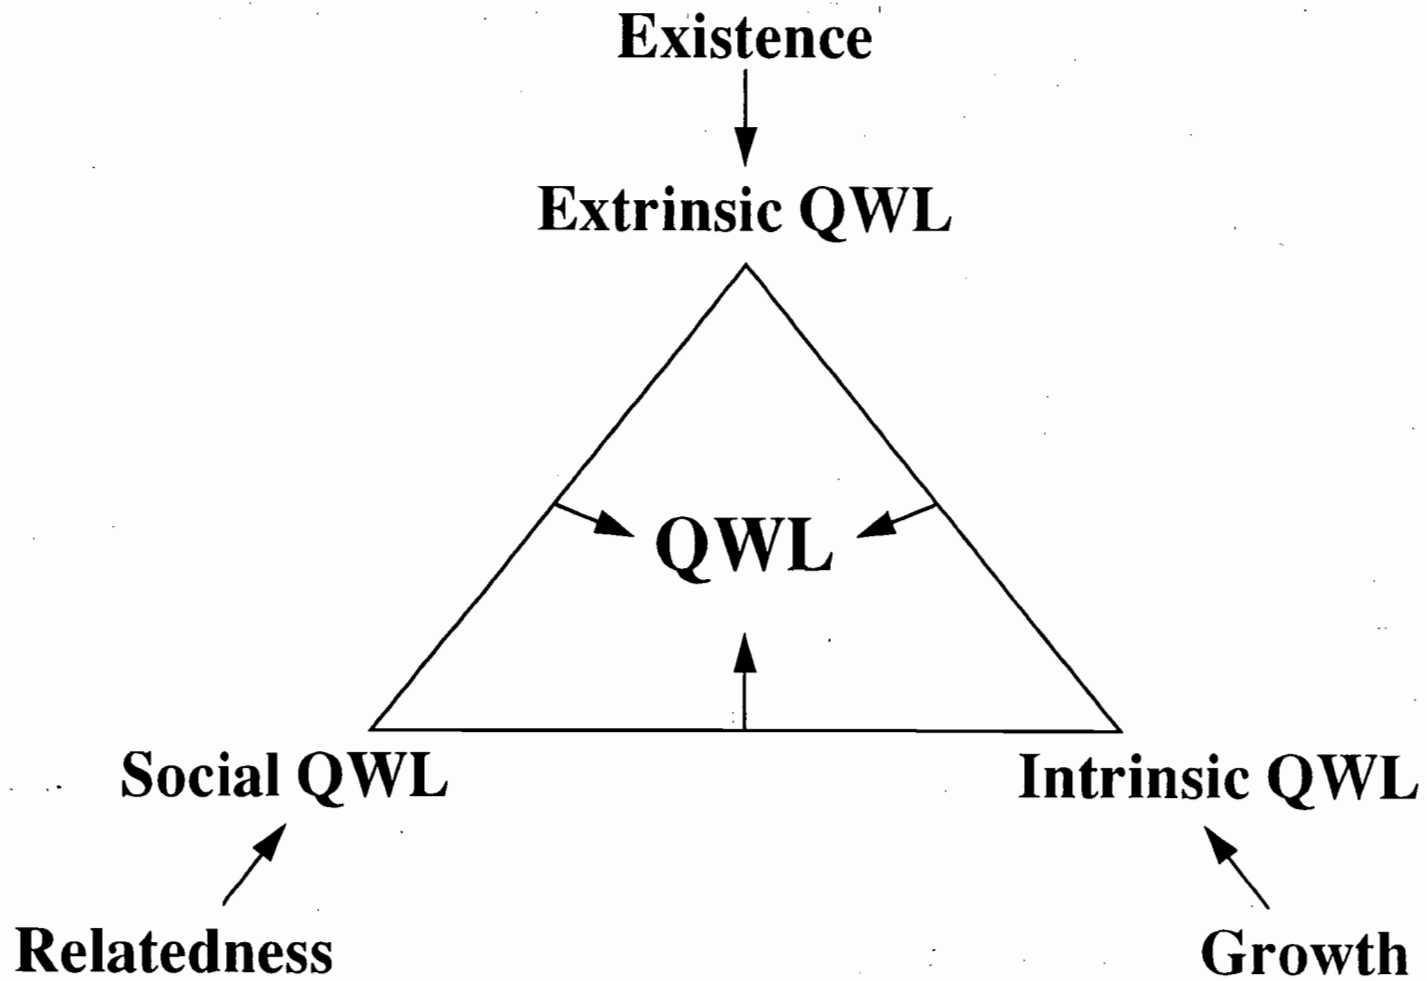 Existence
Extrinsic QWL
QWL
Social QWL
Intrinsic QWL
Relatedness
Growth